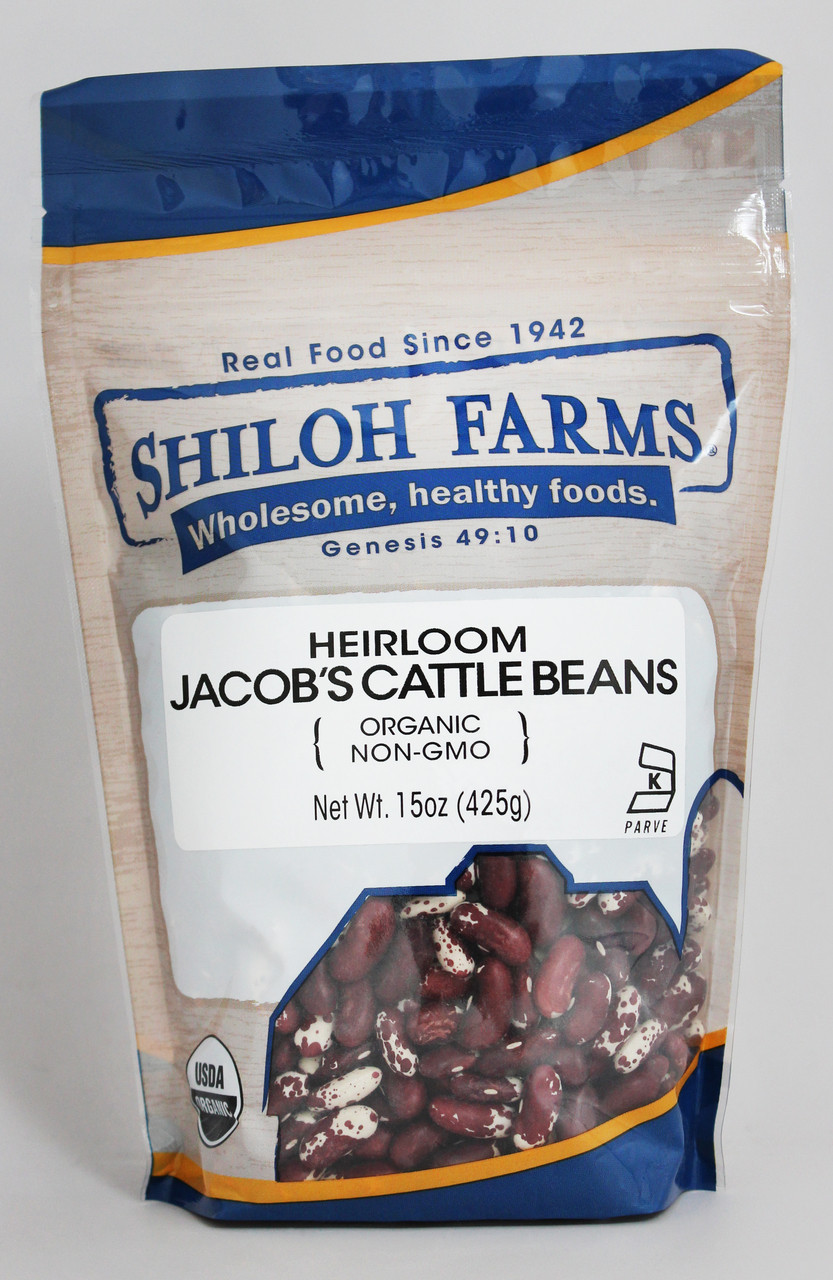 Real Food Since 1942
SHILOH FARMS®
Wholesome, healthy foods.
Genesis 49:10
HEIRLOOM
JACOB'S CATTLE BEANS
{ ORGANIC
NON-GMO }
Net Wt. 15oz (425g)
K
PARVE
USDA
ORGANIC